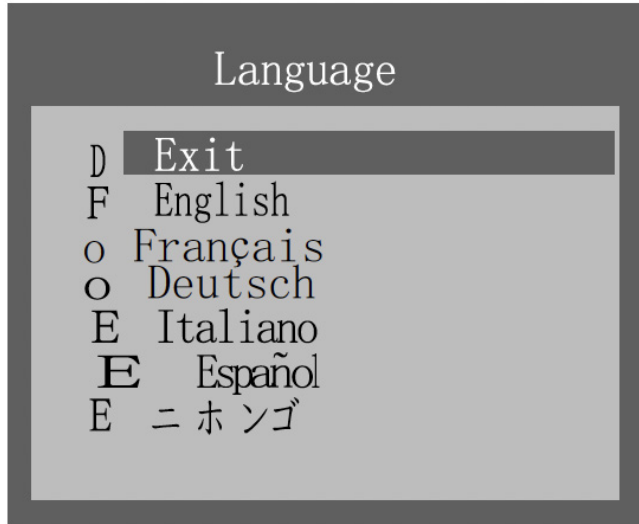 Language
D Exit
F English
o Français
o Deutsch
E Italiano
E Español
E ニホンゴ